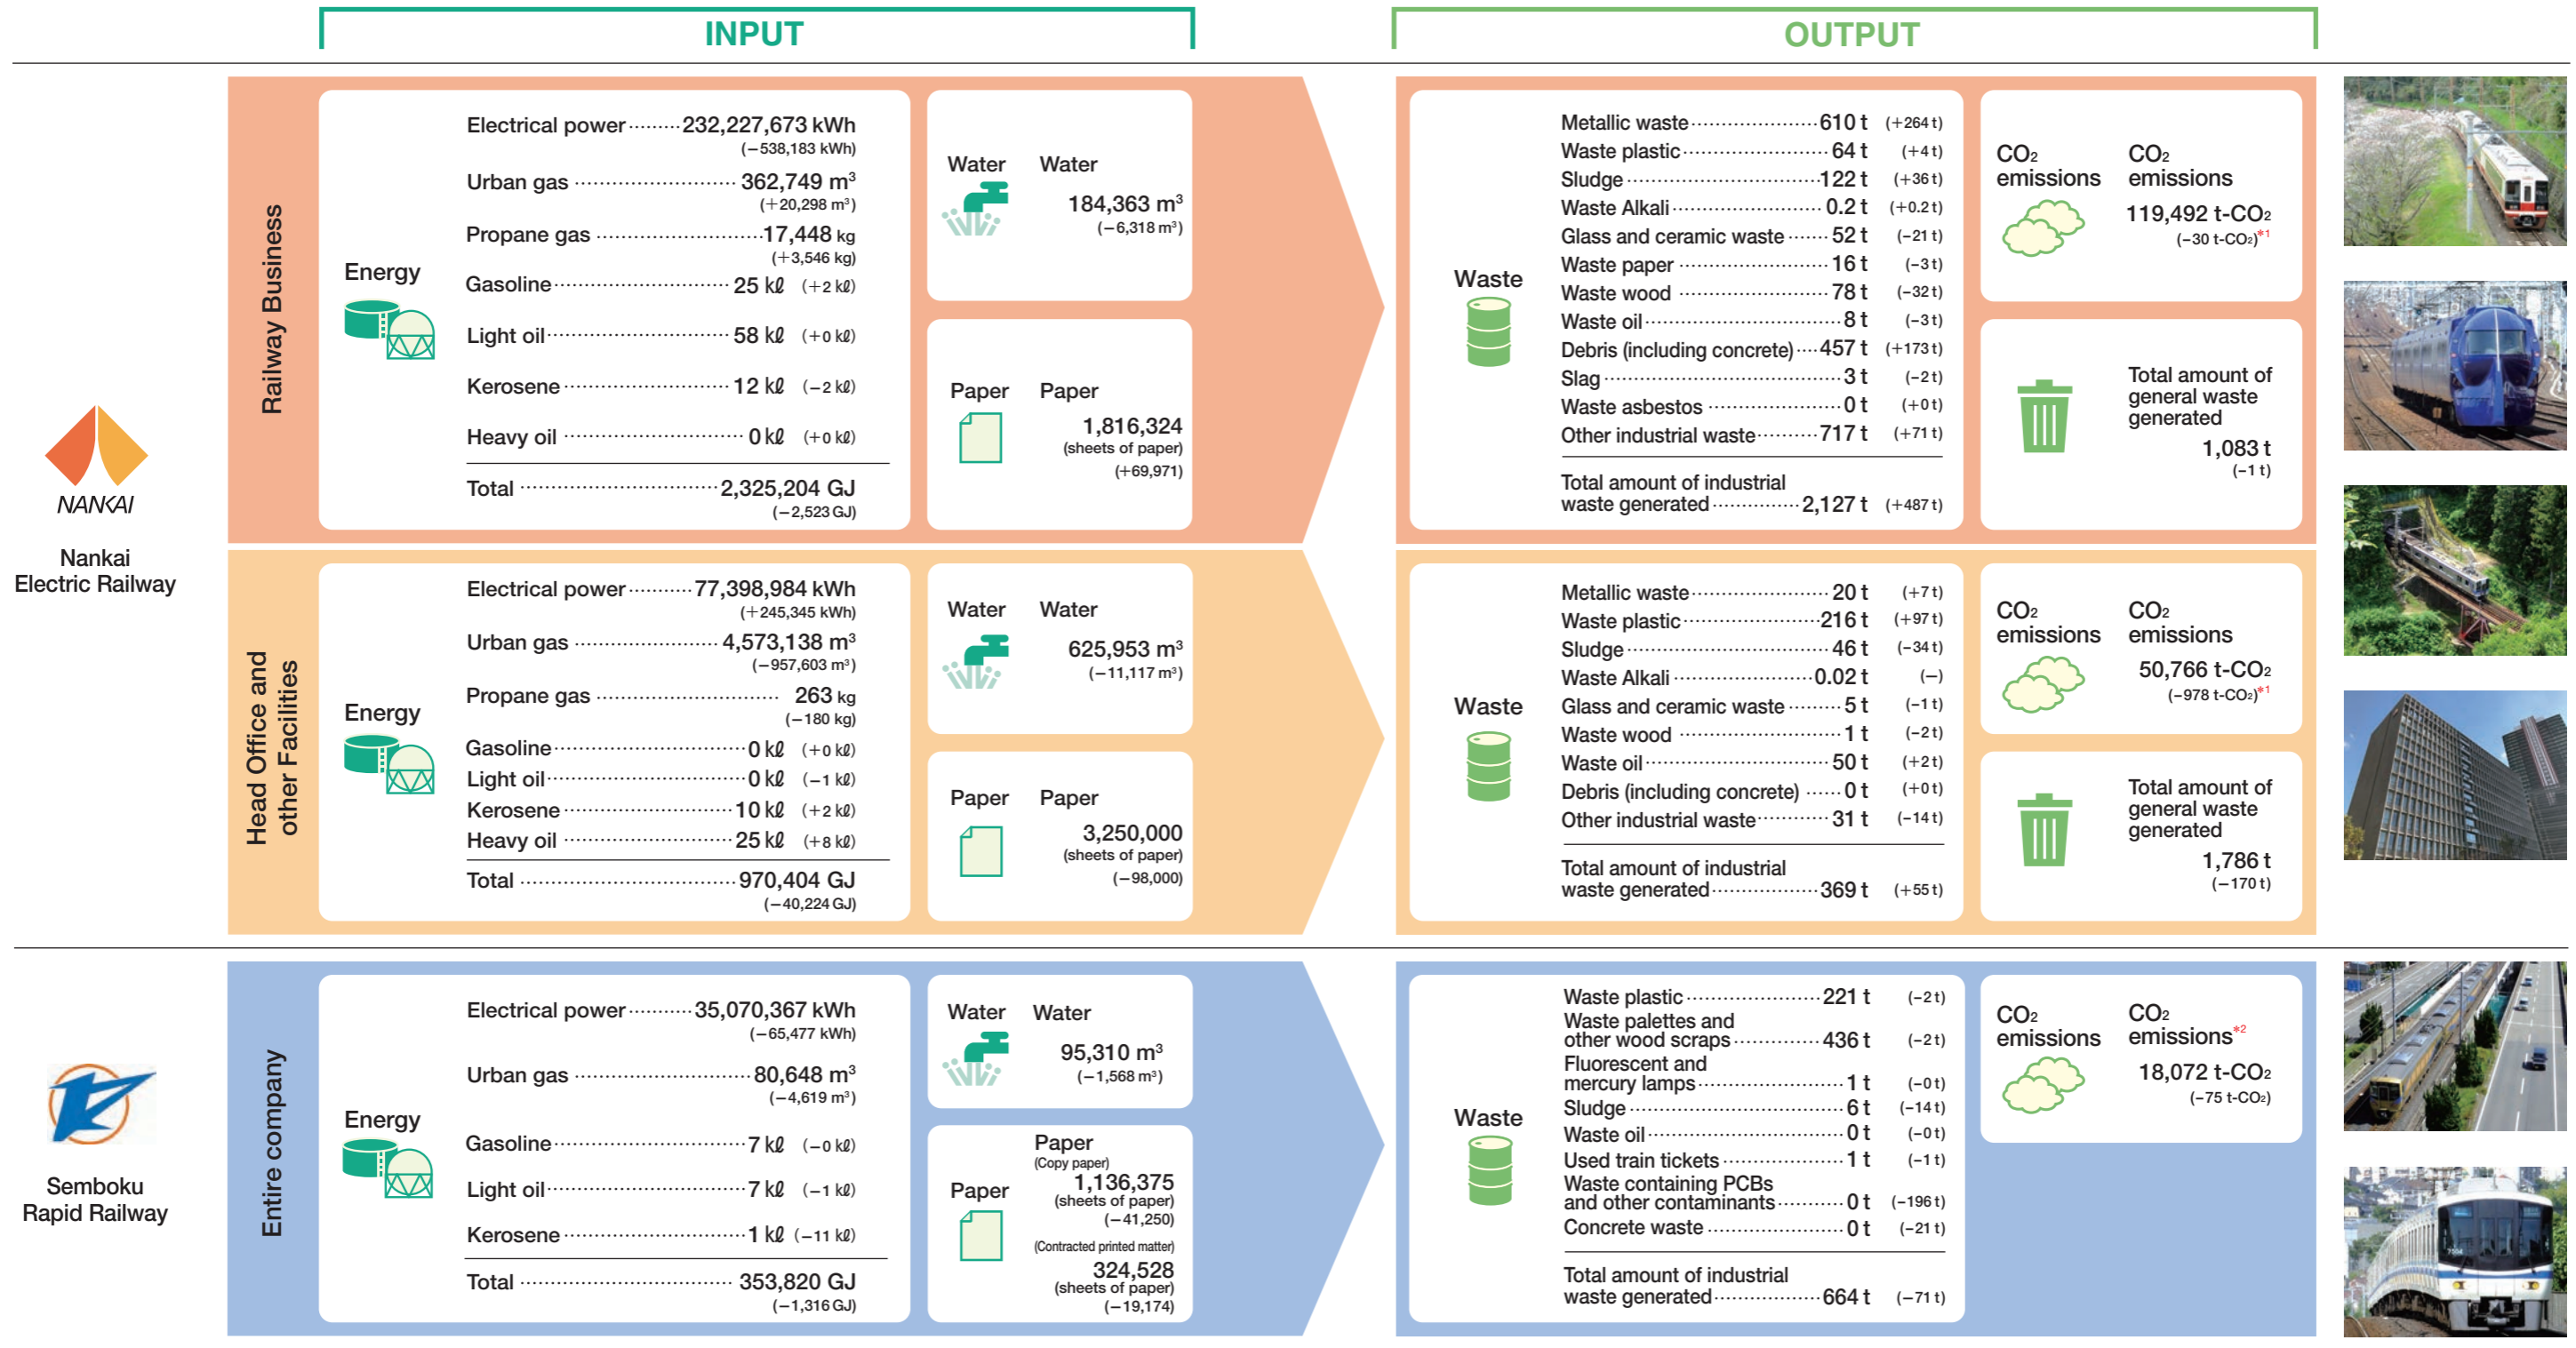 INPUT
OUTPUT
NANKAI
Nankai
Electric Railway
Railway Business
Energy
Electrical power ········· 232,227,673 kWh
(−538,183 kWh)
Urban gas ···························· 362,749 m³
(+20,298 m³)
Propane gas ····························· 17,448 kg
(+3,546 kg)
Gasoline······························· 25 kℓ (+2 kℓ)
Light oil································ 58 kℓ (+0 kℓ)
Kerosene ····························· 12 kℓ (−2 kℓ)
Heavy oil ································ 0 kℓ (+0 kℓ)
Total ··································· 2,325,204 GJ
(−2,523 GJ)
Water
Water
184,363 m³
(−6,318 m³)
Paper
Paper
1,816,324
(sheets of paper)
(+69,971)
Waste
Metallic waste······················ 610 t (+264 t)
Waste plastic························· 64 t (+4 t)
Sludge ·································· 122 t (+36 t)
Waste Alkali ·························· 0.2 t (+0.2 t)
Glass and ceramic waste ······· 52 t (−21 t)
Waste paper ·························· 16 t (−3 t)
Waste wood ·························· 78 t (−32 t)
Waste oil································· 8 t (−3 t)
Debris (including concrete) ···· 457 t (+173 t)
Slag ········································ 3 t (−2 t)
Waste asbestos ······················· 0 t (+0 t)
Other industrial waste·········· 717 t (+71 t)
Total amount of industrial
waste generated ··············· 2,127 t (+487 t)
CO₂
emissions
CO₂
emissions
119,492 t-CO₂
(−30 t-CO₂)*1
Total amount of
general waste
generated
1,083 t
(−1 t)
Head Office and
other Facilities
Energy
Electrical power ··········· 77,398,984 kWh
(+245,345 kWh)
Urban gas ························· 4,573,138 m³
(−957,603 m³)
Propane gas ································ 263 kg
(−180 kg)
Gasoline································· 0 kℓ (+0 kℓ)
Light oil·································· 0 kℓ (−1 kℓ)
Kerosene ····························· 10 kℓ (+2 kℓ)
Heavy oil ····························· 25 kℓ (+8 kℓ)
Total ····································· 970,404 GJ
(−40,224 GJ)
Water
Water
625,953 m³
(−11,117 m³)
Paper
Paper
3,250,000
(sheets of paper)
(−98,000)
Waste
Metallic waste························ 20 t (+7 t)
Waste plastic························ 216 t (+97 t)
Sludge ··································· 46 t (−34 t)
Waste Alkali ························ 0.02 t (−)
Glass and ceramic waste ········· 5 t (−1 t)
Waste wood ···························· 1 t (−2 t)
Waste oil································ 50 t (+2 t)
Debris (including concrete) ······ 0 t (+0 t)
Other industrial waste············ 31 t (−14 t)
Total amount of industrial
waste generated ·················· 369 t (+55 t)
CO₂
emissions
CO₂
emissions
50,766 t-CO₂
(−978 t-CO₂)*1
Total amount of
general waste
generated
1,786 t
(−170 t)
Semboku
Rapid Railway
Entire company
Energy
Electrical power ··········· 35,070,367 kWh
(−65,477 kWh)
Urban gas ······························· 80,648 m³
(−4,619 m³)
Gasoline································· 7 kℓ (−0 kℓ)
Light oil·································· 7 kℓ (−1 kℓ)
Kerosene ································ 1 kℓ (−11 kℓ)
Total ····································· 353,820 GJ
(−1,316 GJ)
Water
Water
95,310 m³
(−1,568 m³)
Paper
Paper
(Copy paper)
1,136,375
(sheets of paper)
(−41,250)
(Contracted printed matter)
324,528
(sheets of paper)
(−19,174)
Waste
Waste plastic ······················· 221 t (−2 t)
Waste palettes and
other wood scraps ··············· 436 t (−2 t)
Fluorescent and
mercury lamps························· 1 t (−0 t)
Sludge ····································· 6 t (−14 t)
Waste oil·································· 0 t (−0 t)
Used train tickets ····················· 1 t (−1 t)
Waste containing PCBs
and other contaminants ··········· 0 t (−196 t)
Concrete waste ······················· 0 t (−21 t)
Total amount of industrial
waste generated ·················· 664 t (−71 t)
CO₂
emissions
CO₂
emissions*2
18,072 t-CO₂
(−75 t-CO₂)